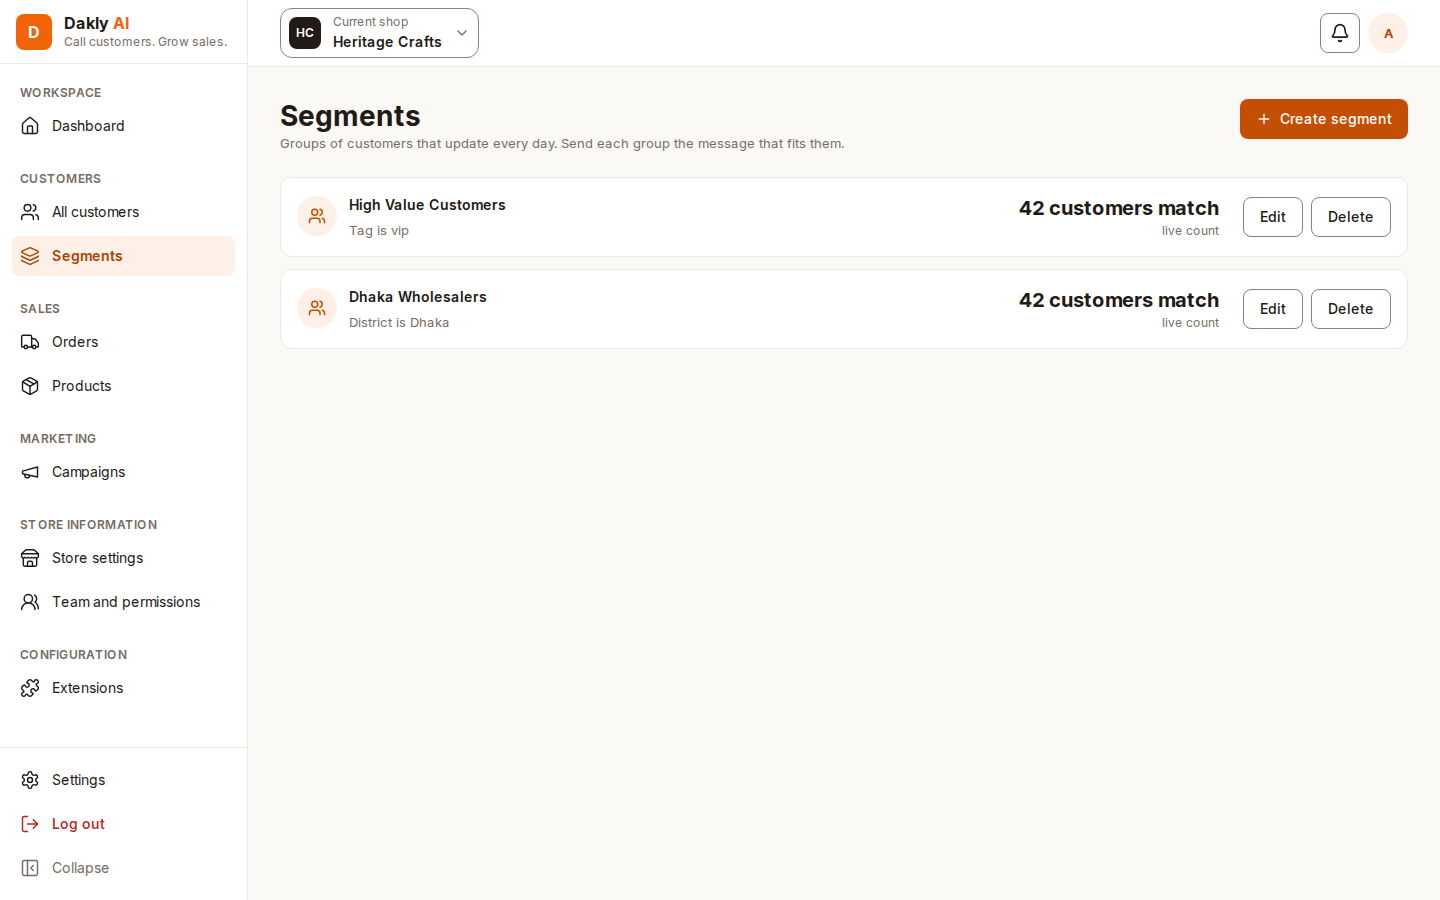 D
Dakly AI
Call customers. Grow sales.
WORKSPACE
Dashboard
CUSTOMERS
All customers
Segments
SALES
Orders
Products
MARKETING
Campaigns
STORE INFORMATION
Store settings
Team and permissions
CONFIGURATION
Extensions
Settings
Log out
Collapse
HC
Current shop
Heritage Crafts
A
Segments
Groups of customers that update every day. Send each group the message that fits them.
Create segment
High Value Customers
Tag is vip
42 customers match
live count
Edit
Delete
Dhaka Wholesalers
District is Dhaka
42 customers match
live count
Edit
Delete